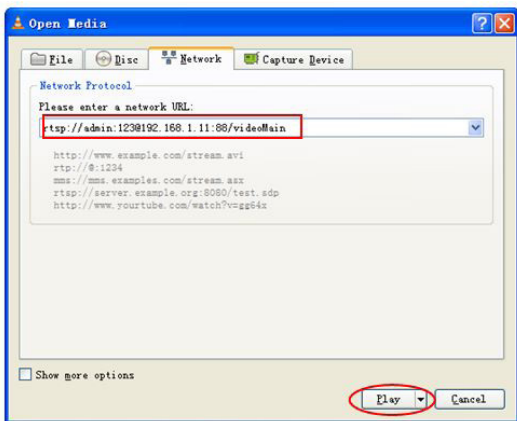 Open Media
File Disc Network Capture Device
Network Protocol
Please enter a network URL:
rtsp://admin:123@192.168.1.11:88/videoMain
http://www.example.com/stream.avi
rtp://@:1234
mms://mms.examples.com/stream.asx
rtsp://server.example.org:8080/test.sdp
http://www.yourtube.com/watch?v=gg64x
Show more options
Play Cancel